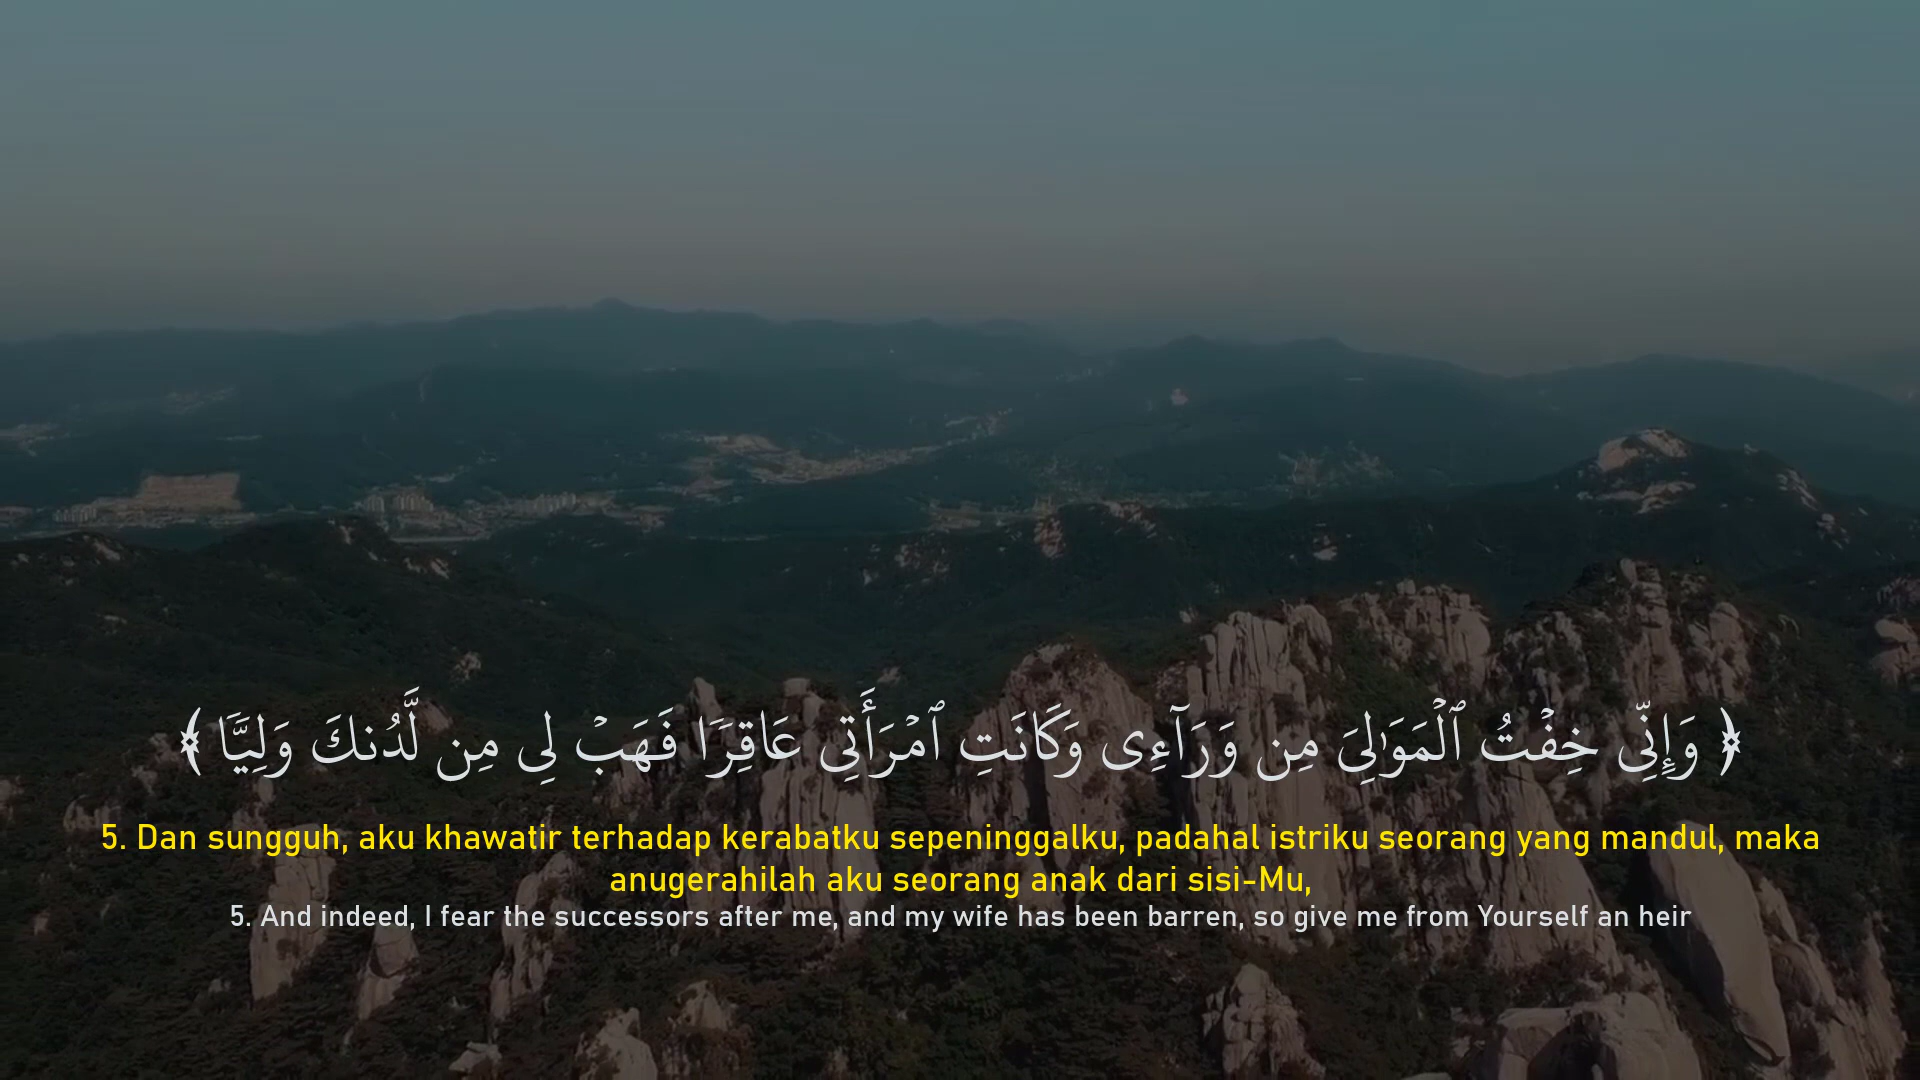 ﴿ وَإِنِّى خِفْتُ ٱلْمَوَٰلِىَ مِن وَرَآءِى وَكَانَتِ ٱمْرَأَتِى عَاقِرًا فَهَبْ لِى مِن لَّدُنكَ وَلِيًّا ﴾
5. Dan sungguh, aku khawatir terhadap kerabatku sepeninggalku, padahal istriku seorang yang mandul, maka
anugerahilah aku seorang anak dari sisi-Mu,
5. And indeed, I fear the successors after me, and my wife has been barren, so give me from Yourself an heir